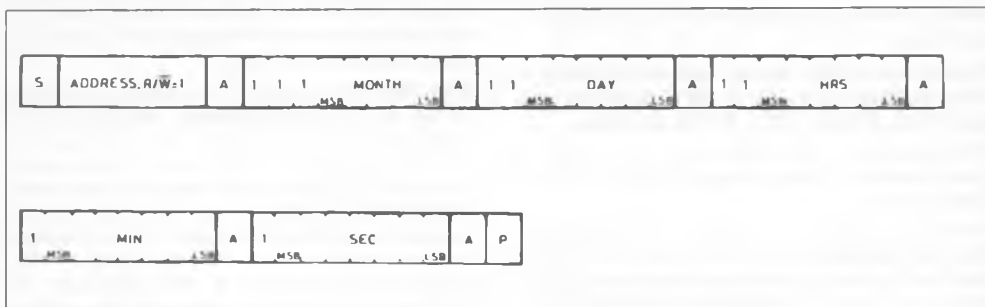 S ADDRESS, R/W̅=1 A 1 1 1 MONTH A 1 1 DAY A 1 1 HRS A
MSB LSB MSB LSB MSB LSB
1 MIN A 1 SEC A P
MSB LSB MSB LSB